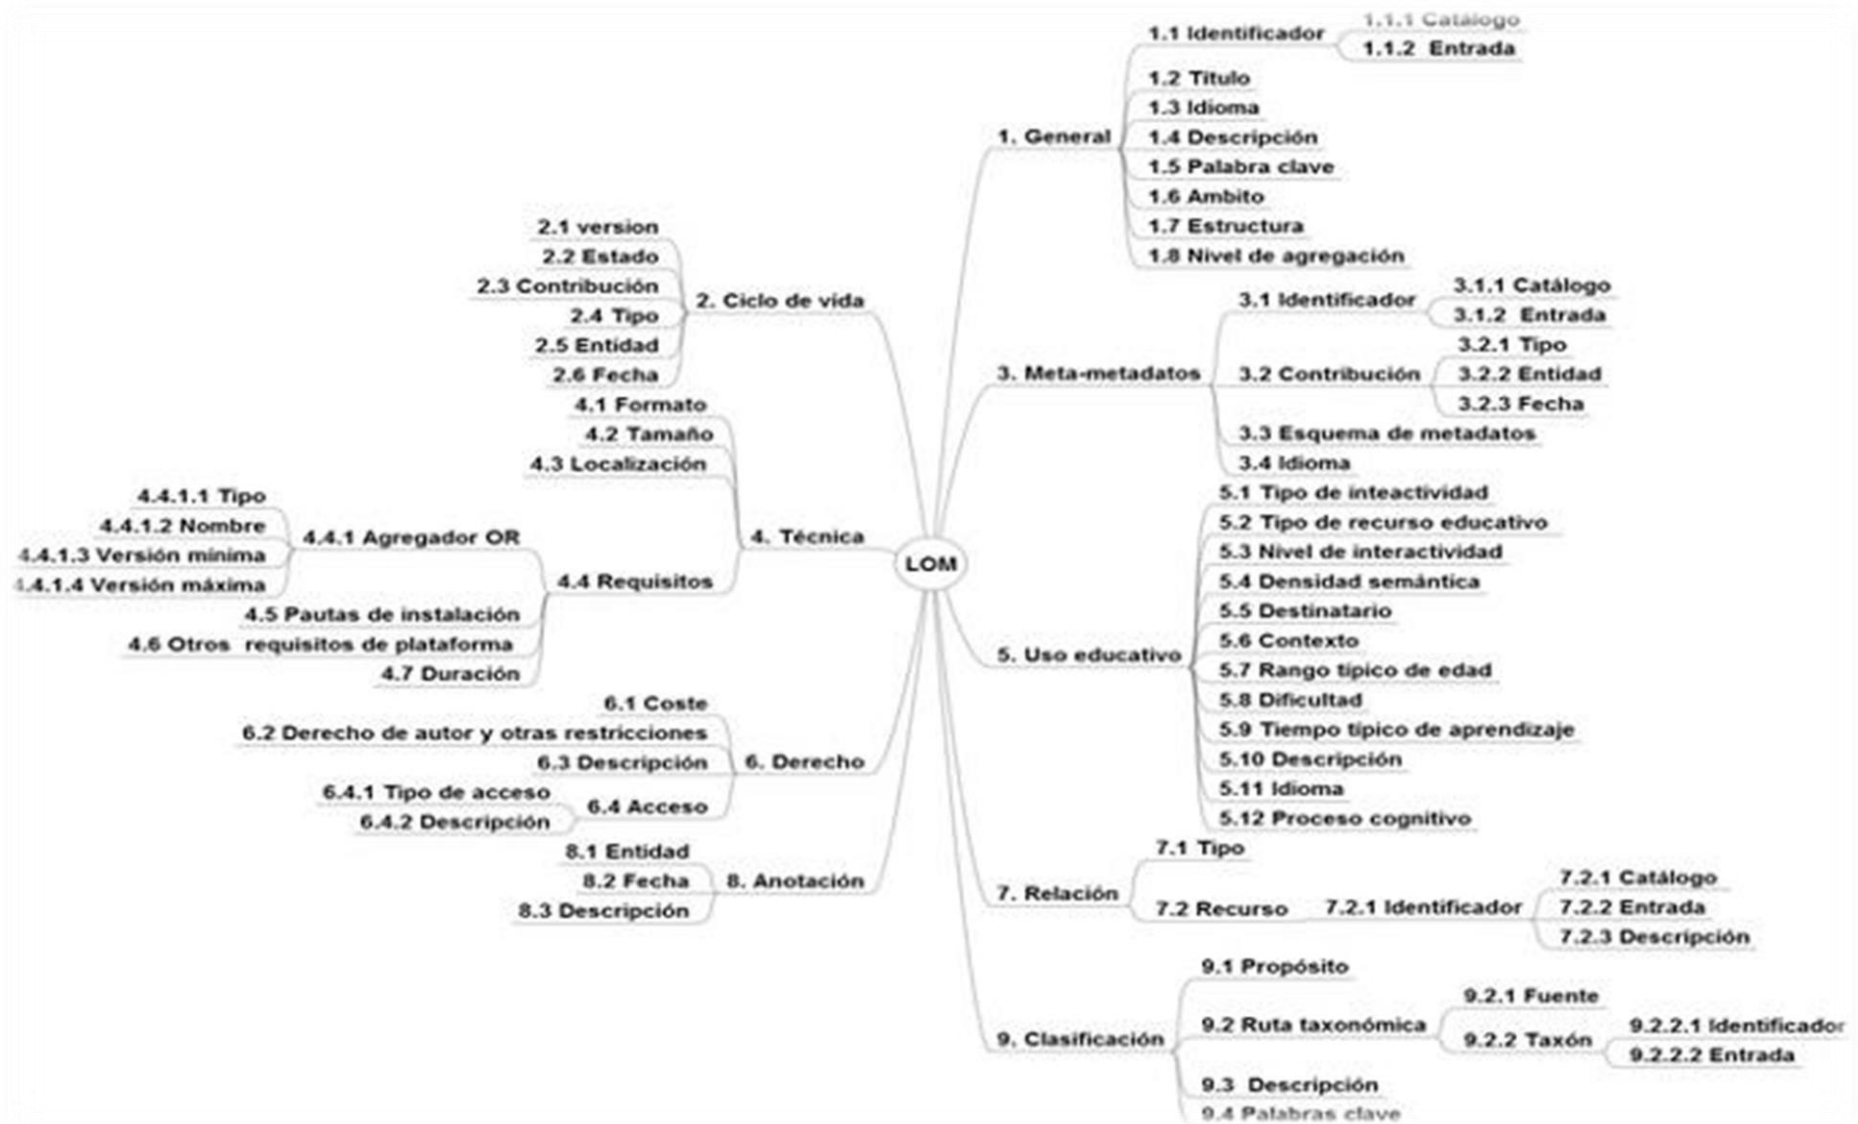 LOM
1. General
1.1 Identificador
1.1.1 Catálogo
1.1.2 Entrada
1.2 Titulo
1.3 Idioma
1.4 Descripción
1.5 Palabra clave
1.6 Ambito
1.7 Estructura
1.8 Nivel de agregación
2. Ciclo de vida
2.1 version
2.2 Estado
2.3 Contribución
2.4 Tipo
2.5 Entidad
2.6 Fecha
3. Meta-metadatos
3.1 Identificador
3.1.1 Catálogo
3.1.2 Entrada
3.2 Contribución
3.2.1 Tipo
3.2.2 Entidad
3.2.3 Fecha
3.3 Esquema de metadatos
3.4 Idioma
4. Técnica
4.1 Formato
4.2 Tamaño
4.3 Localización
4.4 Requisitos
4.4.1 Agregador OR
4.4.1.1 Tipo
4.4.1.2 Nombre
4.4.1.3 Versión mínima
4.4.1.4 Versión máxima
4.5 Pautas de instalación
4.6 Otros requisitos de plataforma
4.7 Duración
5. Uso educativo
5.1 Tipo de inteactividad
5.2 Tipo de recurso educativo
5.3 Nivel de interactividad
5.4 Densidad semántica
5.5 Destinatario
5.6 Contexto
5.7 Rango típico de edad
5.8 Dificultad
5.9 Tiempo típico de aprendizaje
5.10 Descripción
5.11 Idioma
5.12 Proceso cognitivo
6. Derecho
6.1 Coste
6.2 Derecho de autor y otras restricciones
6.3 Descripción
6.4 Acceso
6.4.1 Tipo de acceso
6.4.2 Descripción
7. Relación
7.1 Tipo
7.2 Recurso
7.2.1 Identificador
7.2.1 Catálogo
7.2.2 Entrada
7.2.3 Descripción
8. Anotación
8.1 Entidad
8.2 Fecha
8.3 Descripción
9. Clasificación
9.1 Propósito
9.2 Ruta taxonómica
9.2.1 Fuente
9.2.2 Taxón
9.2.2.1 Identificador
9.2.2.2 Entrada
9.3 Descripción
9.4 Palabras clave